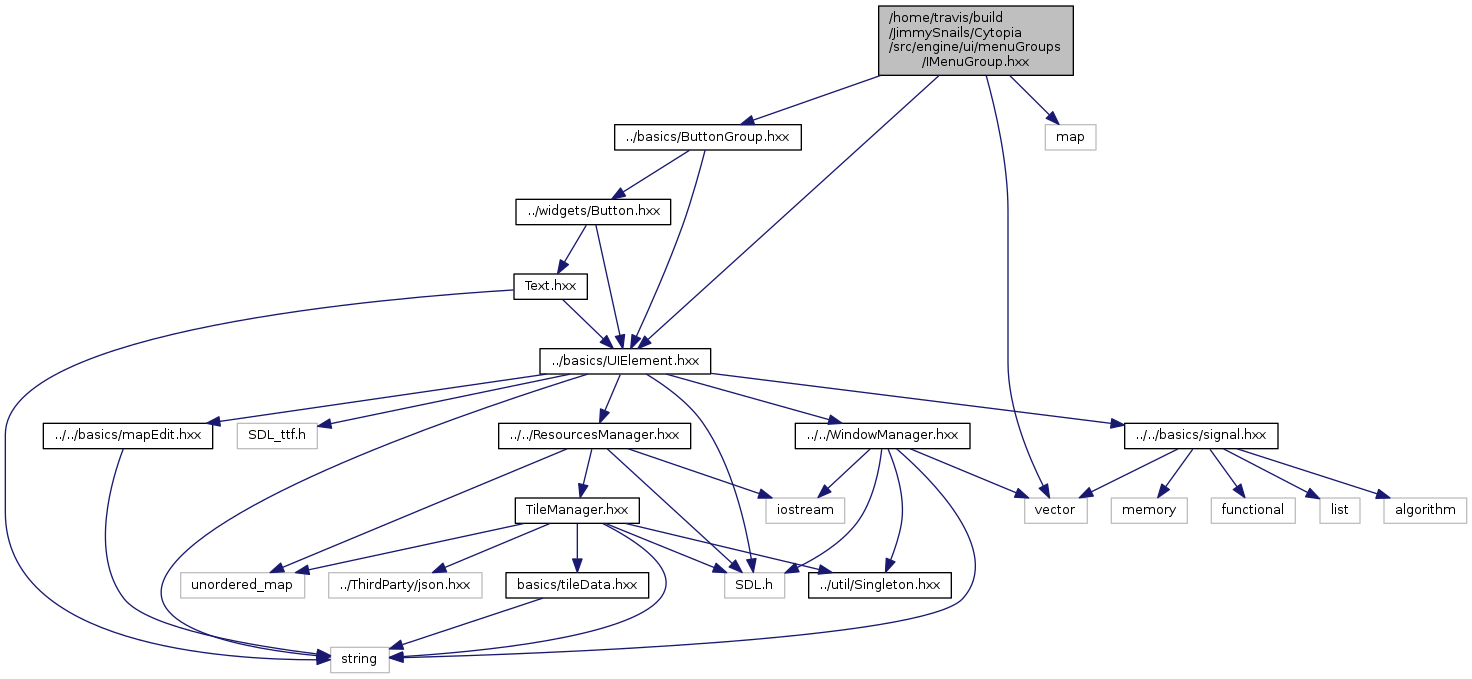 /home/travis/build
/JimmySnails/Cytopia
/src/engine/ui/menuGroups
/IMenuGroup.hxx
../basics/ButtonGroup.hxx
map
../widgets/Button.hxx
Text.hxx
../basics/UIElement.hxx
../../basics/mapEdit.hxx
SDL_ttf.h
../../ResourcesManager.hxx
../../WindowManager.hxx
../../basics/signal.hxx
TileManager.hxx
iostream
vector
memory
functional
list
algorithm
unordered_map
../ThirdParty/json.hxx
basics/tileData.hxx
SDL.h
../util/Singleton.hxx
string